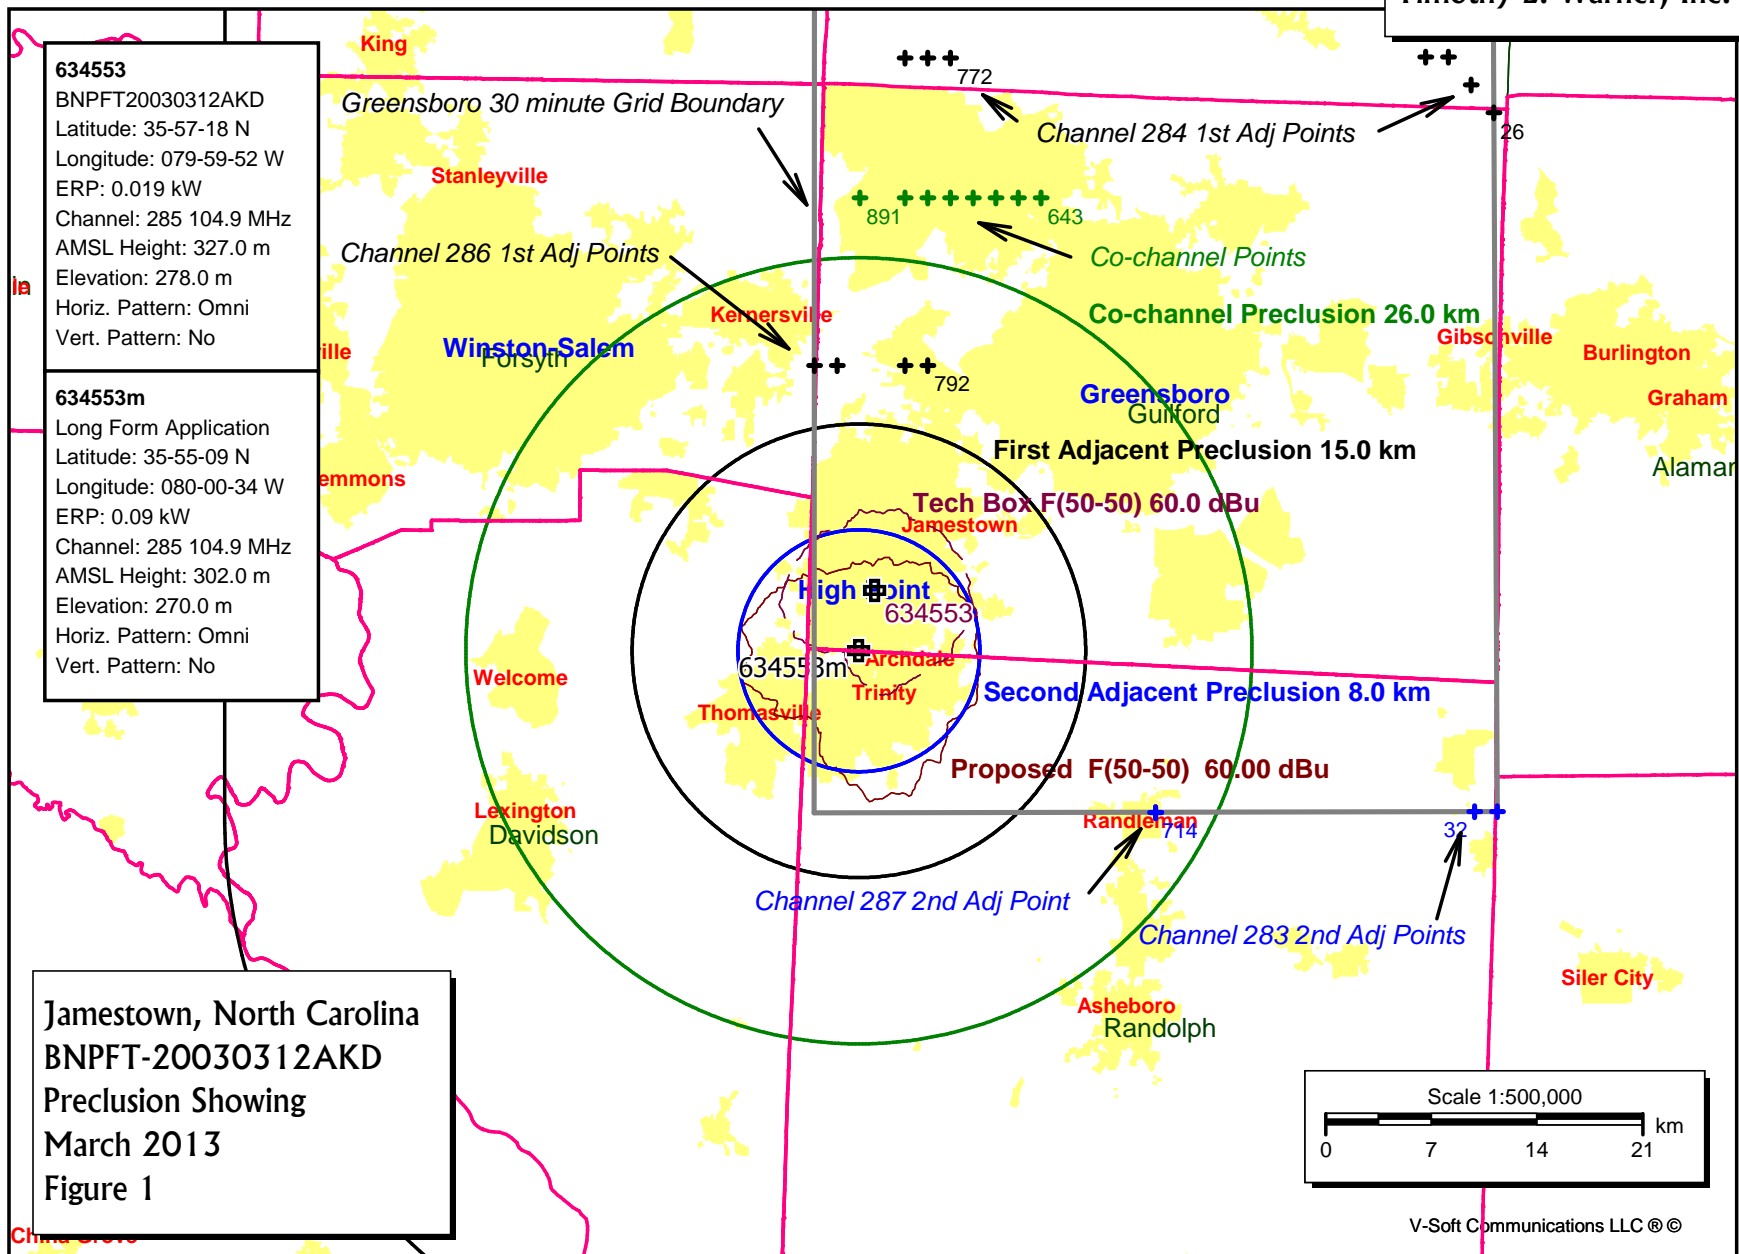 Timothy L. Warner, Inc.
634553
BNPFT20030312AKD
Latitude: 35-57-18 N
Longitude: 079-59-52 W
ERP: 0.019 kW
Channel: 285 104.9 MHz
AMSL Height: 327.0 m
Elevation: 278.0 m
Horiz. Pattern: Omni
Vert. Pattern: No
634553m
Long Form Application
Latitude: 35-55-09 N
Longitude: 080-00-34 W
ERP: 0.09 kW
Channel: 285 104.9 MHz
AMSL Height: 302.0 m
Elevation: 270.0 m
Horiz. Pattern: Omni
Vert. Pattern: No
King
772
Greensboro 30 minute Grid Boundary
Channel 284 1st Adj Points
26
Stanleyville
891
643
Channel 286 1st Adj Points
Co-channel Points
Kernersville
Co-channel Preclusion 26.0 km
Gibsonville
ville
Winston-Salem
Forsyth
Burlington
792
Greensboro
Guilford
Graham
First Adjacent Preclusion 15.0 km
Alamar
emmons
Tech Box F(50-50) 60.0 dBu
Jamestown
High Point
634553
634553m
Archdale
Welcome
Trinity
Second Adjacent Preclusion 8.0 km
Thomasville
Proposed F(50-50) 60.00 dBu
Lexington
Davidson
Randleman
714
32
Channel 287 2nd Adj Point
Channel 283 2nd Adj Points
Siler City
Asheboro
Randolph
Jamestown, North Carolina
BNPFT-20030312AKD
Preclusion Showing
March 2013
Figure 1
Scale 1:500,000
km
0 7 14 21
V-Soft Communications LLC ® ©
China Grove